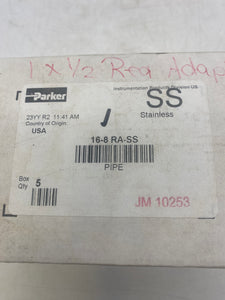 1 x 1/2 Red Adap
Parker
Instrumentation Products Division US
23YY R2 11:41 AM
Country of Origin:
USA
SS
Stainless
16-8 RA-SS
PIPE
Box
Qty
5
JM 10253